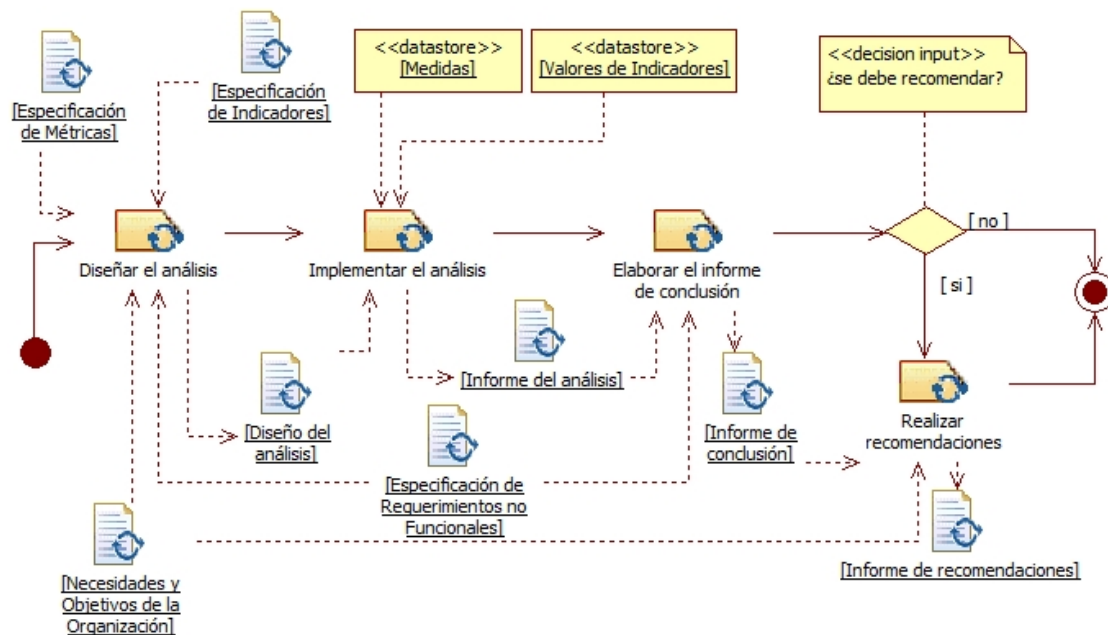 <<datastore>>
[Medidas]
<<datastore>>
[Valores de Indicadores]
<<decision input>>
¿se debe recomendar?
[Especificación
de Métricas]
[Especificación
de Indicadores]
[ no ]
Diseñar el análisis
Implementar el análisis
Elaborar el informe
de conclusión
[ si ]
[Informe del análisis]
[Diseño del
análisis]
[Informe de
conclusión]
Realizar
recomendaciones
[Especificación de
Requerimientos no
Funcionales]
[Informe de recomendaciones]
[Necesidades y
Objetivos de la
Organización]